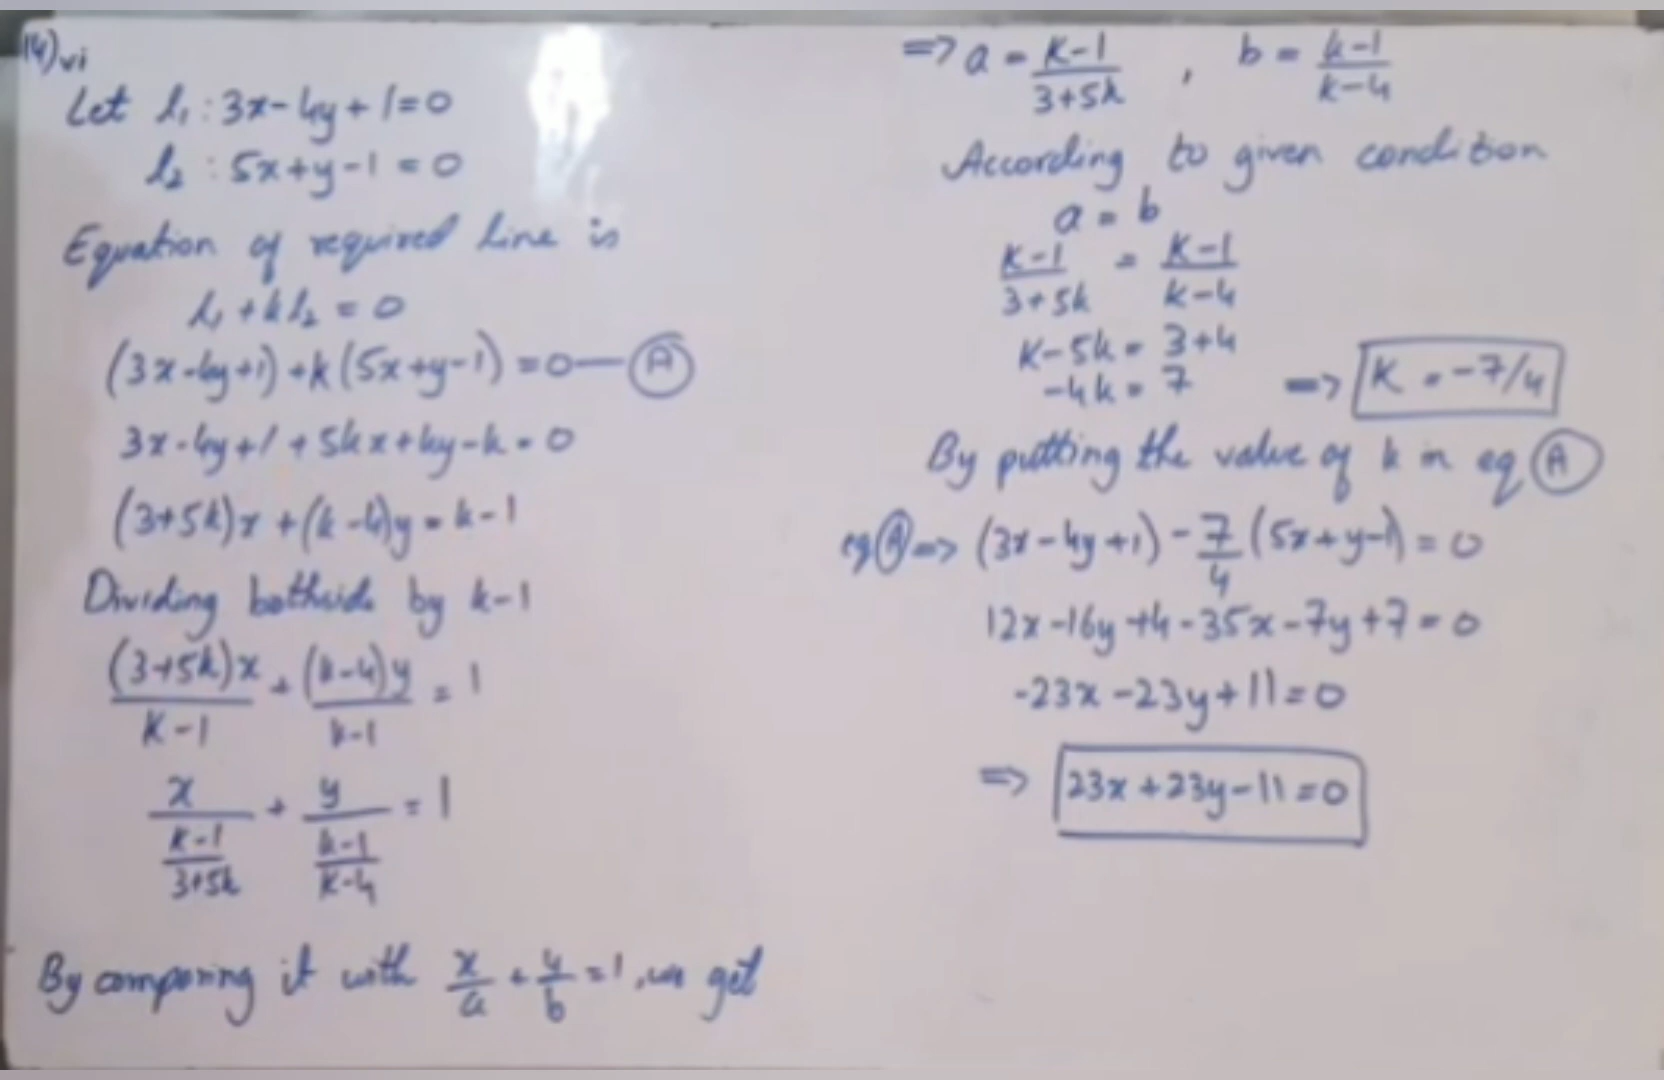 14) vi
Let l₁ : 3x-4y+1=0
l₂ : 5x+y-1=0
Equation of required line is
l₁+kl₂=0
(3x-4y+1)+k(5x+y-1)=0—Ⓐ
3x-4y+1+5kx+ky-k=0
(3+5k)x+(k-4)y=k-1
Dividing bothside by k-1
(3+5k)x/K-1 + (k-4)y/k-1 = 1
x/((K-1)/(3+5k)) + y/((k-1)/(K-4)) = 1
By comparing it with x/a + y/b = 1, we get
=> a = K-1/3+5k , b = k-1/k-4
According to given condition
a = b
K-1/3+5k = K-1/k-4
K-5k = 3+4
-4k = 7 => K = -7/4
By putting the value of k in eq Ⓐ
eqⒶ => (3x-4y+1) - 7/4 (5x+y-1) = 0
12x-16y+4-35x-7y+7=0
-23x-23y+11=0
=> 23x+23y-11=0